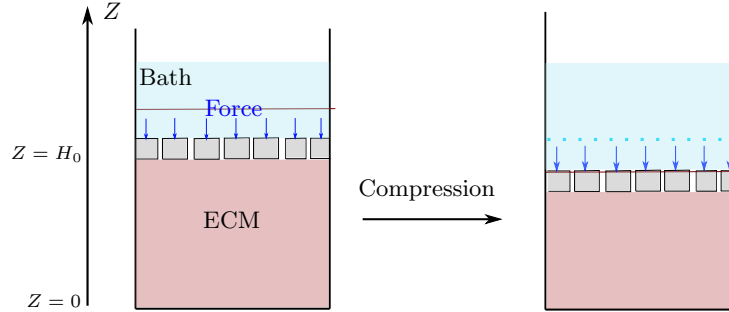 Z
Bath
Force
Z = H₀
Compression
ECM
Z = 0